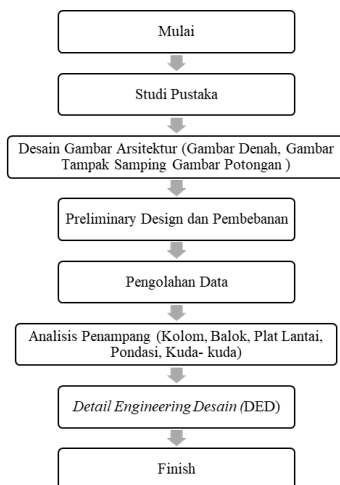 Mulai
Studi Pustaka
Desain Gambar Arsitektur (Gambar Denah, Gambar
Tampak Samping Gambar Potongan )
Preliminary Design dan Pembebanan
Pengolahan Data
Analisis Penampang (Kolom, Balok, Plat Lantai,
Pondasi, Kuda- kuda)
Detail Engineering Desain (DED)
Finish